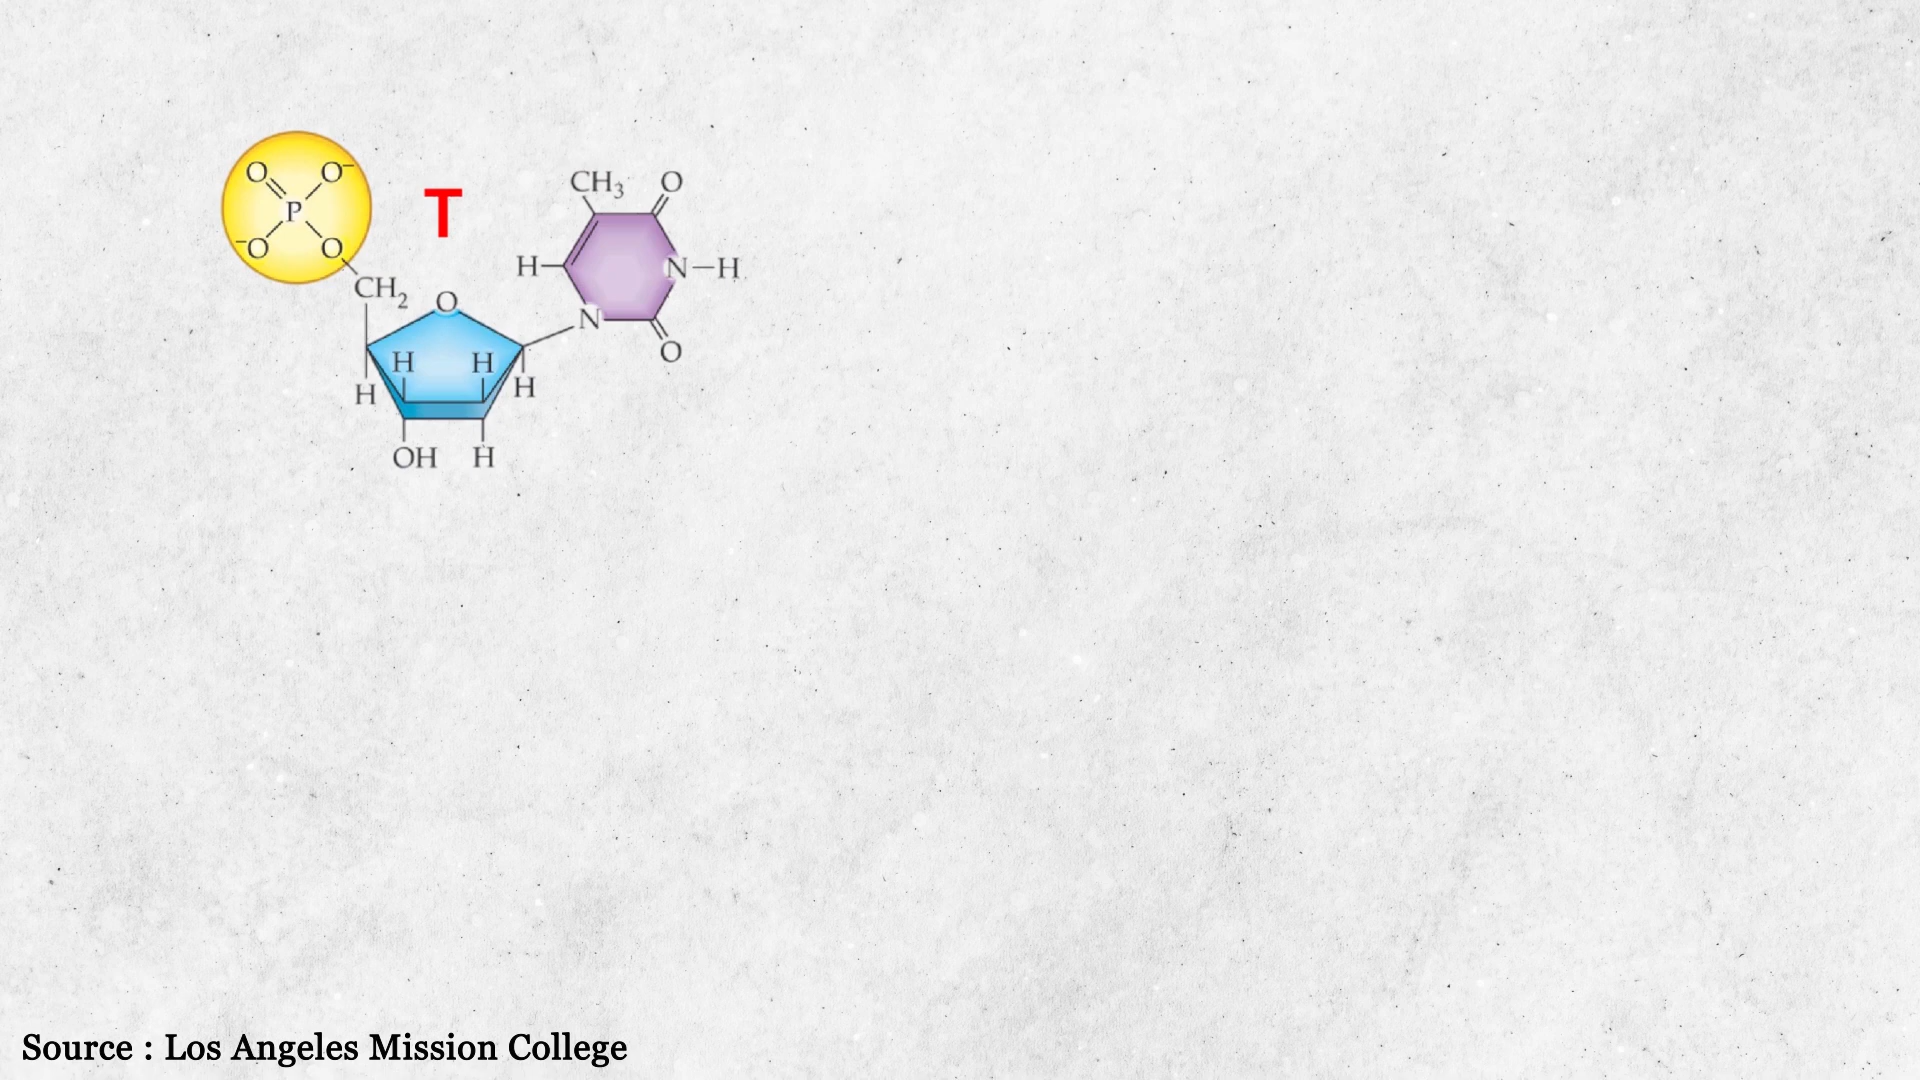 O O⁻
P
⁻O O
T
CH₃ O
H N–H
CH₂ O
N
O
H H
H H
OH H
Source : Los Angeles Mission College